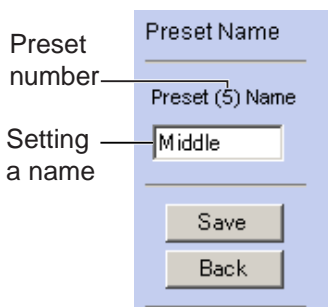 Preset Name
Preset
number
Preset (5) Name
Setting
a name
Middle
Save
Back